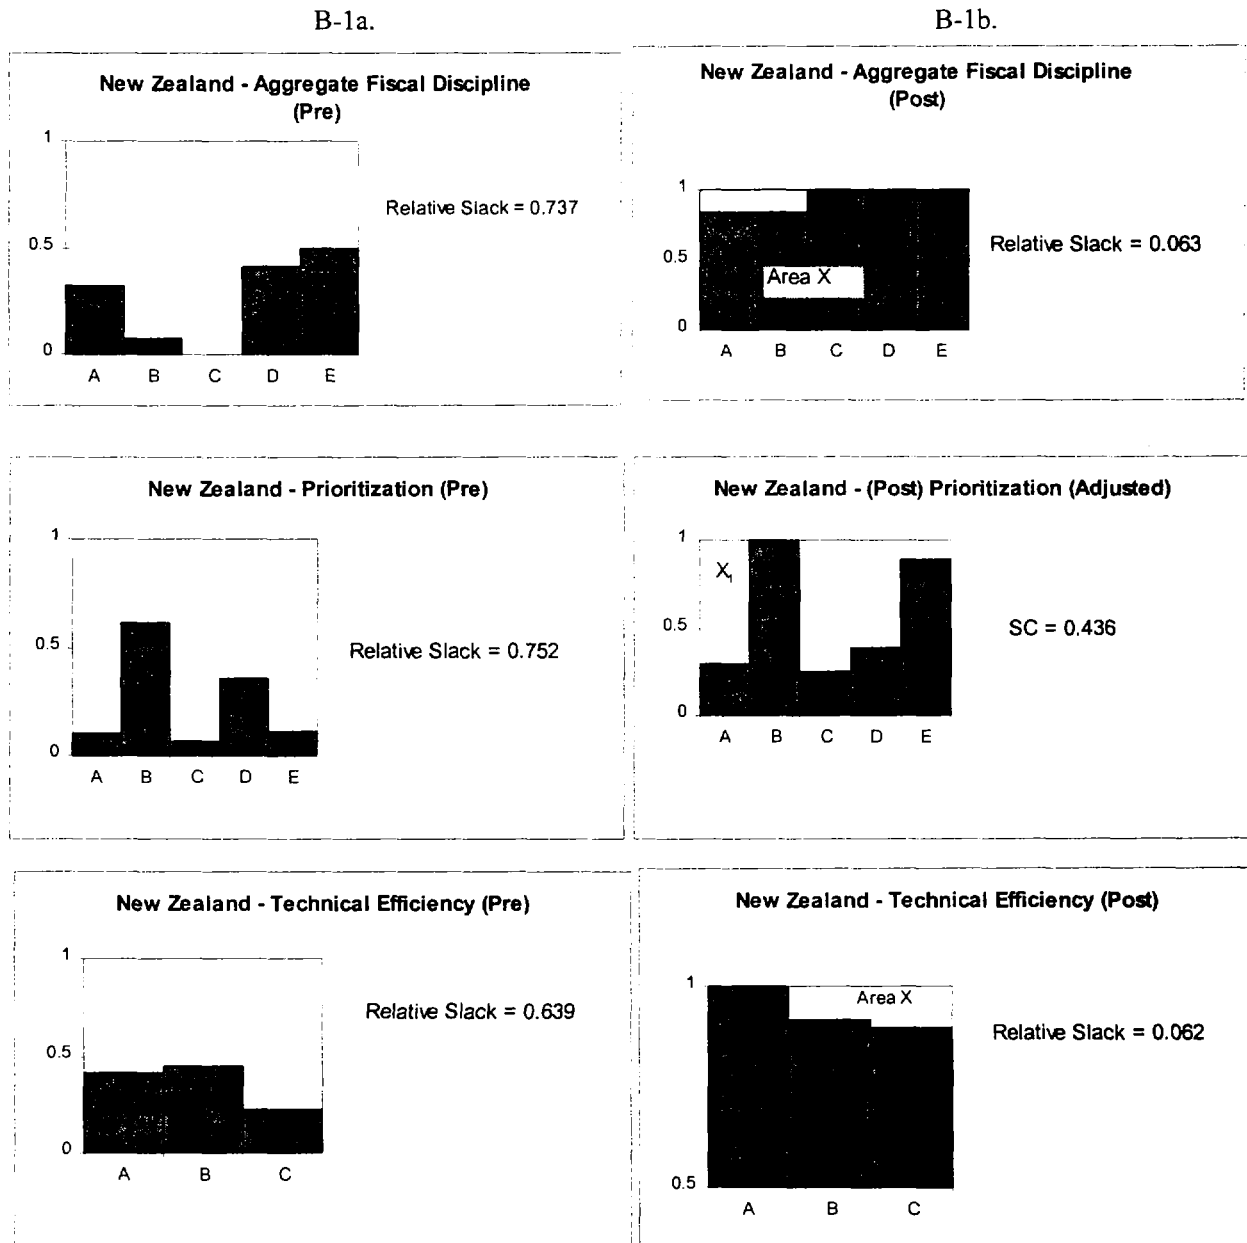 B-1a.
B-1b.
New Zealand - Aggregate Fiscal Discipline
(Pre)
1
0.5
0
A B C D E
Relative Slack = 0.737
New Zealand - Aggregate Fiscal Discipline
(Post)
1
0.5
0
Area X
A B C D E
Relative Slack = 0.063
New Zealand - Prioritization (Pre)
1
0.5
0
A B C D E
Relative Slack = 0.752
New Zealand - (Post) Prioritization (Adjusted)
1
X₁
0.5
0
A B C D E
SC = 0.436
New Zealand - Technical Efficiency (Pre)
1
0.5
0
A B C
Relative Slack = 0.639
New Zealand - Technical Efficiency (Post)
1
Area X
0.5
A B C
Relative Slack = 0.062